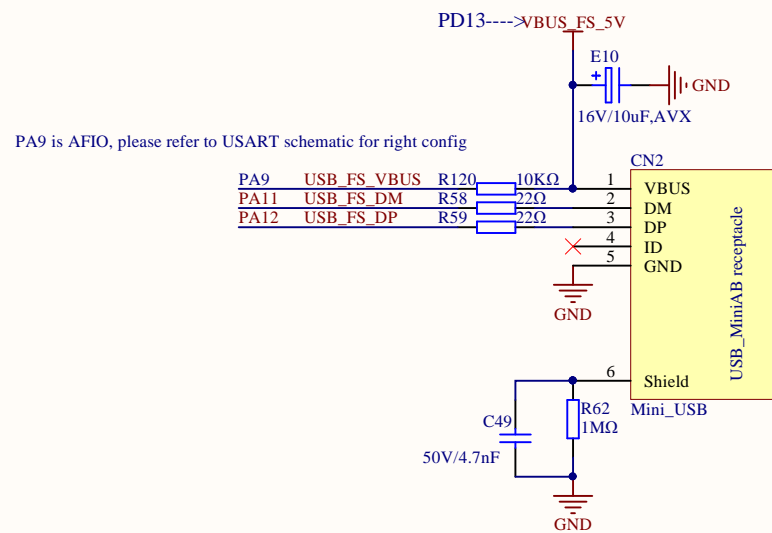 PD13---->VBUS_FS_5V
E10
+
GND
16V/10uF,AVX
PA9 is AFIO, please refer to USART schematic for right config
CN2
PA9 USB_FS_VBUS R120 10KΩ 1 VBUS
PA11 USB_FS_DM R58 22Ω 2 DM
PA12 USB_FS_DP R59 22Ω 3 DP
4 ID
5 GND
GND
USB_MiniAB receptacle
6 Shield
Mini_USB
C49
R62
1MΩ
50V/4.7nF
GND